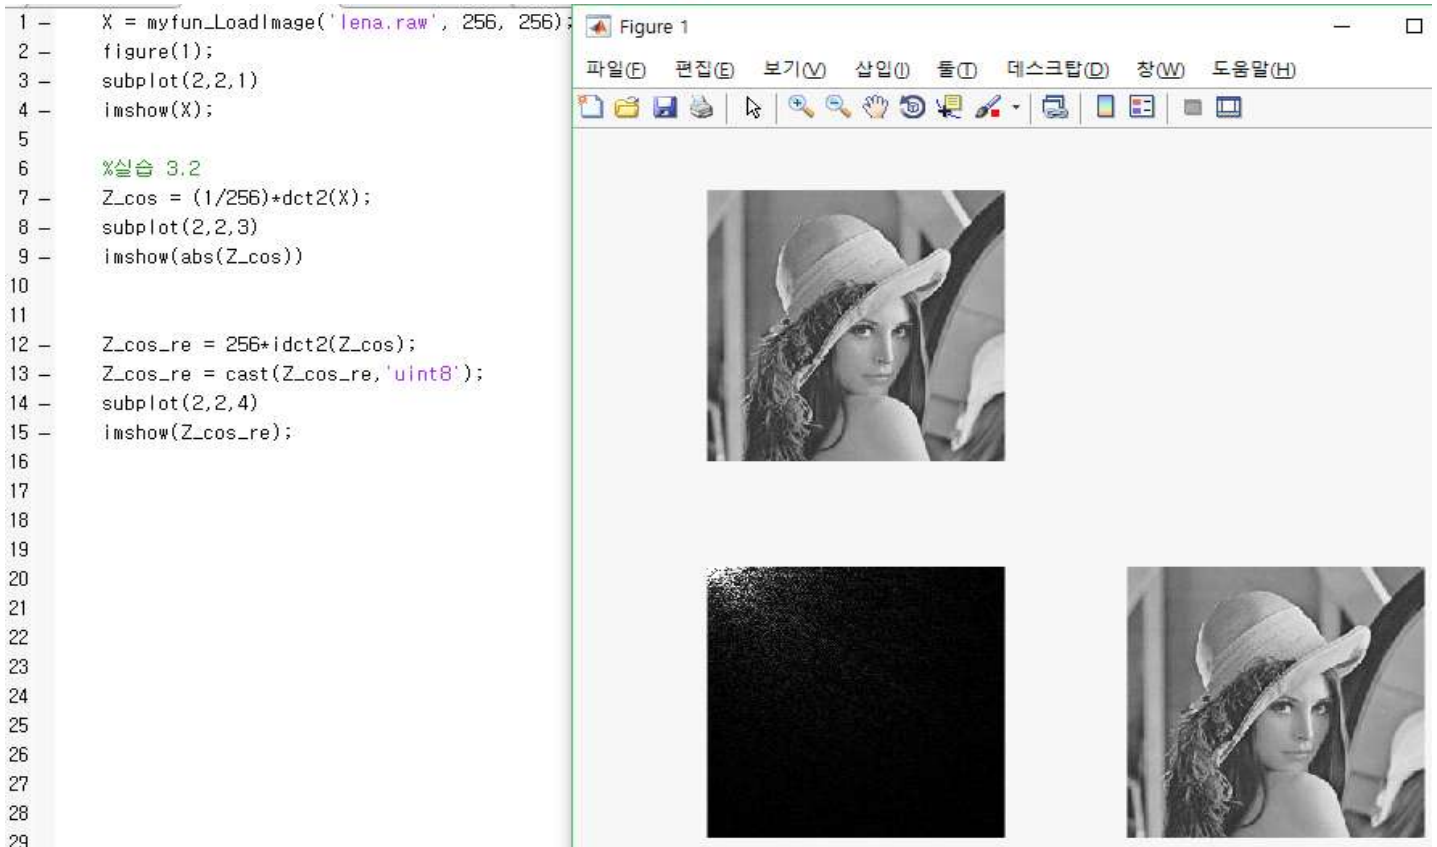 1 – X = myfun_LoadImage('lena.raw', 256, 256);
2 – figure(1);
3 – subplot(2,2,1)
4 – imshow(X);
5
6 %실습 3.2
7 – Z_cos = (1/256)*dct2(X);
8 – subplot(2,2,3)
9 – imshow(abs(Z_cos))
10
11
12 – Z_cos_re = 256*idct2(Z_cos);
13 – Z_cos_re = cast(Z_cos_re,'uint8');
14 – subplot(2,2,4)
15 – imshow(Z_cos_re);
16
17
18
19
20
21
22
23
24
25
26
27
28
29
Figure 1
파일(F) 편집(E) 보기(V) 삽입(I) 툴(T) 데스크탑(D) 창(W) 도움말(H)